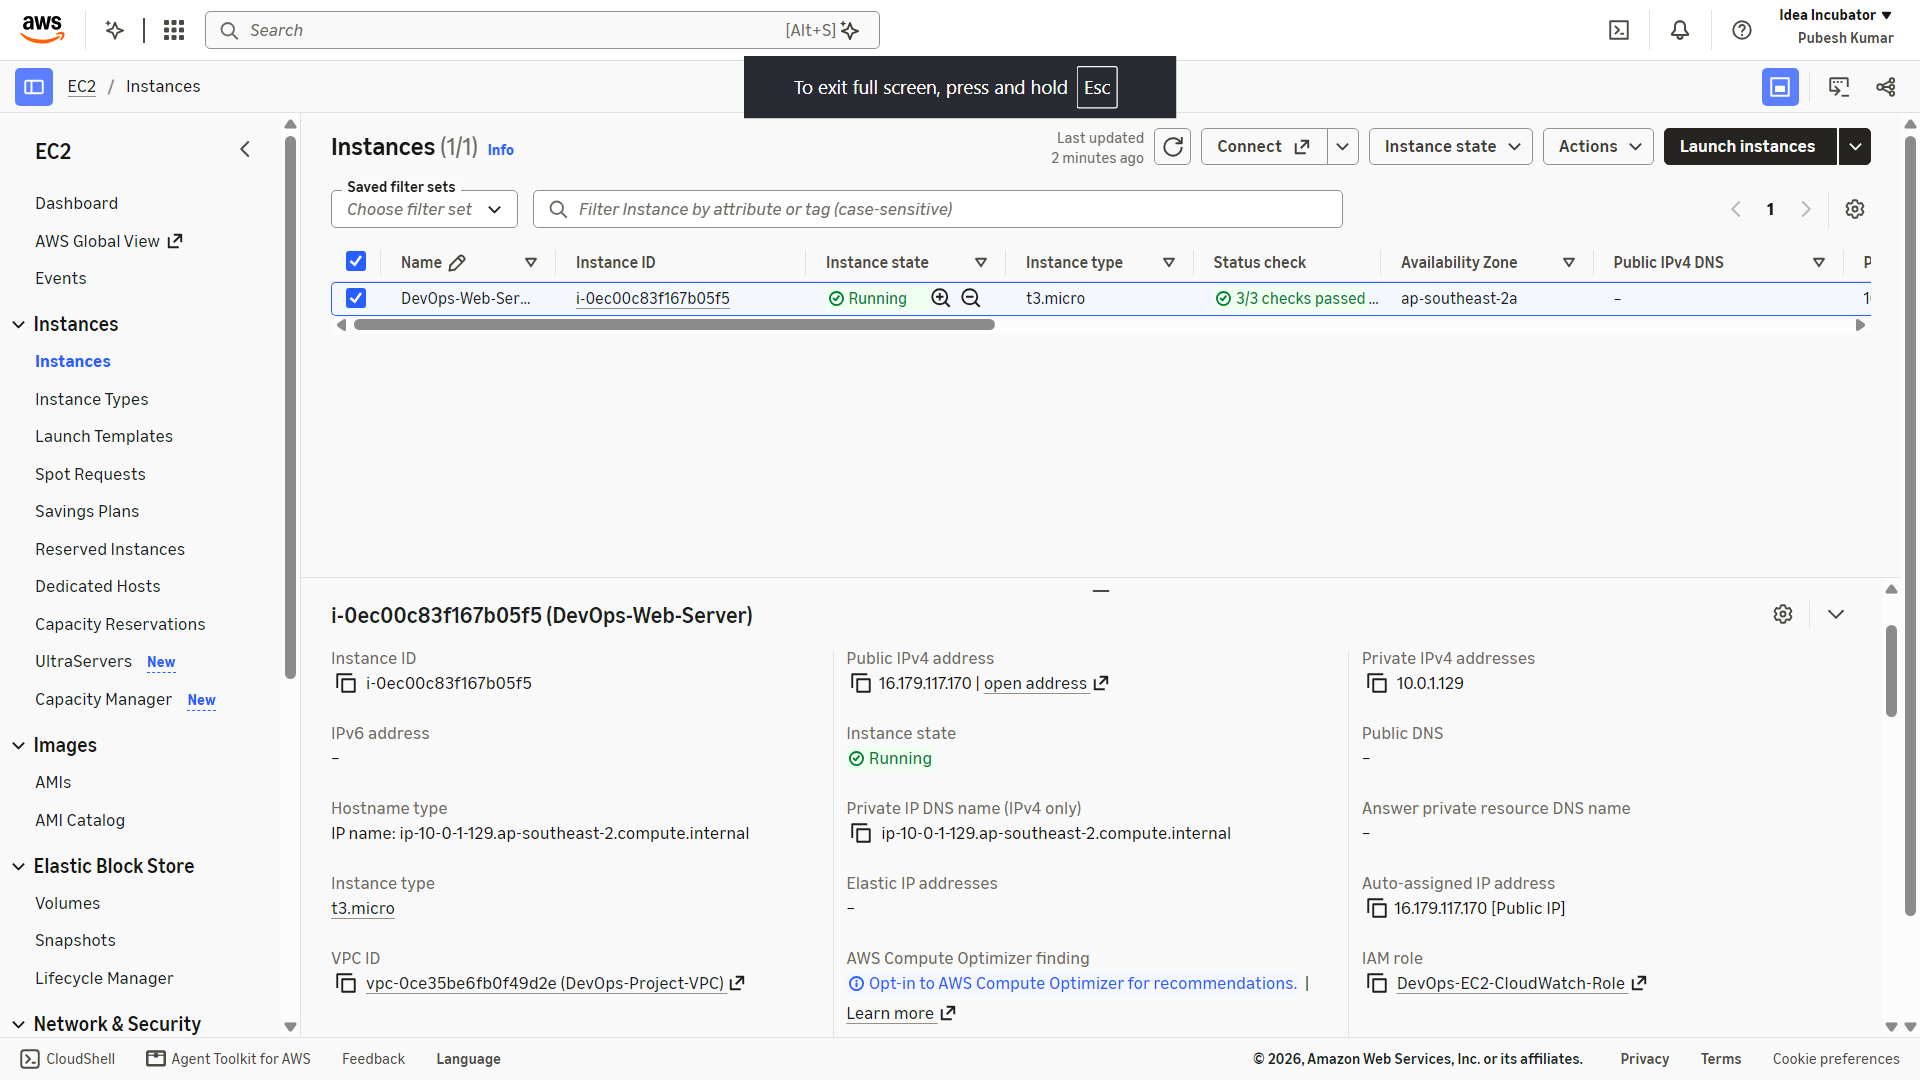 aws
Search [Alt+S]
Idea Incubator
Pubesh Kumar
EC2 / Instances
To exit full screen, press and hold Esc
EC2
Dashboard
AWS Global View
Events
Instances
Instances
Instance Types
Launch Templates
Spot Requests
Savings Plans
Reserved Instances
Dedicated Hosts
Capacity Reservations
UltraServers New
Capacity Manager New
Images
AMIs
AMI Catalog
Elastic Block Store
Volumes
Snapshots
Lifecycle Manager
Network & Security
Instances (1/1) Info
Last updated
2 minutes ago
Connect
Instance state
Actions
Launch instances
Saved filter sets
Choose filter set
Filter Instance by attribute or tag (case-sensitive)
1
Name Instance ID Instance state Instance type Status check Availability Zone Public IPv4 DNS P
DevOps-Web-Ser... i-0ec00c83f167b05f5 Running t3.micro 3/3 checks passed ... ap-southeast-2a – 1
i-0ec00c83f167b05f5 (DevOps-Web-Server)
Instance ID
i-0ec00c83f167b05f5
Public IPv4 address
16.179.117.170 | open address
Private IPv4 addresses
10.0.1.129
IPv6 address
–
Instance state
Running
Public DNS
–
Hostname type
IP name: ip-10-0-1-129.ap-southeast-2.compute.internal
Private IP DNS name (IPv4 only)
ip-10-0-1-129.ap-southeast-2.compute.internal
Answer private resource DNS name
–
Instance type
t3.micro
Elastic IP addresses
–
Auto-assigned IP address
16.179.117.170 [Public IP]
VPC ID
vpc-0ce35be6fb0f49d2e (DevOps-Project-VPC)
AWS Compute Optimizer finding
Opt-in to AWS Compute Optimizer for recommendations. |
Learn more
IAM role
DevOps-EC2-CloudWatch-Role
CloudShell
Agent Toolkit for AWS
Feedback
Language
© 2026, Amazon Web Services, Inc. or its affiliates.
Privacy
Terms
Cookie preferences